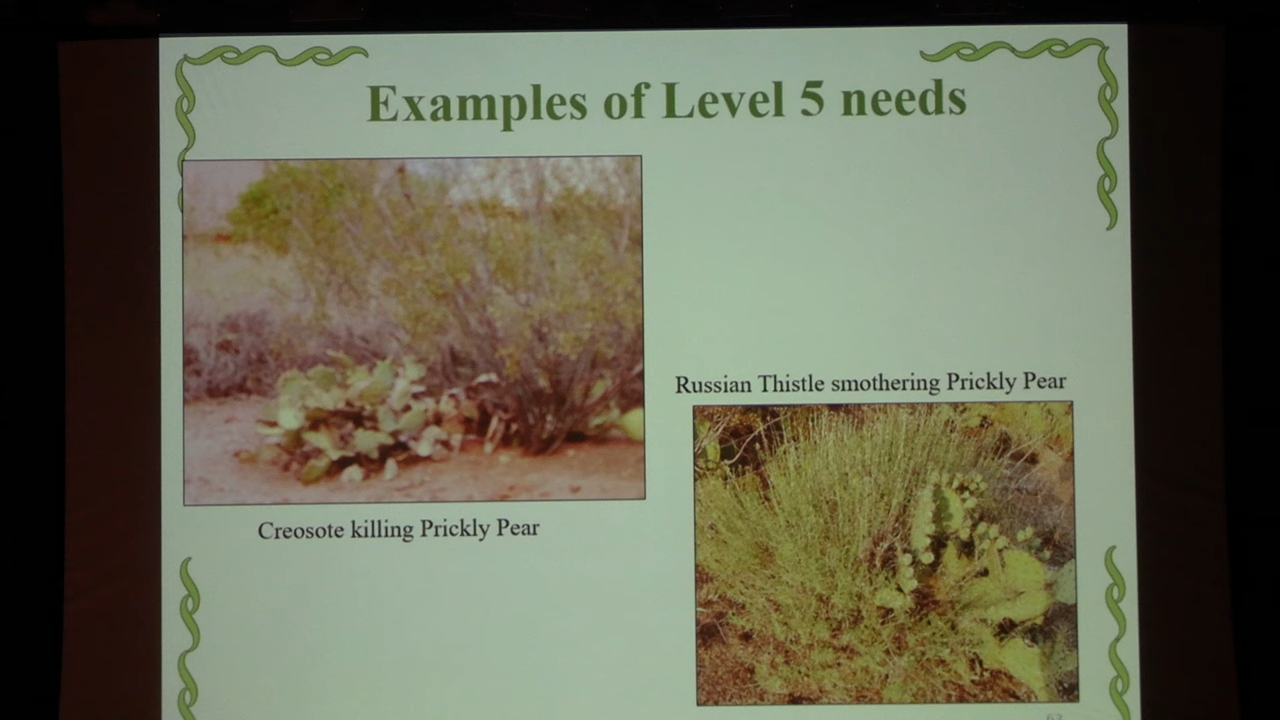 Examples of Level 5 needs
Russian Thistle smothering Prickly Pear
Creosote killing Prickly Pear